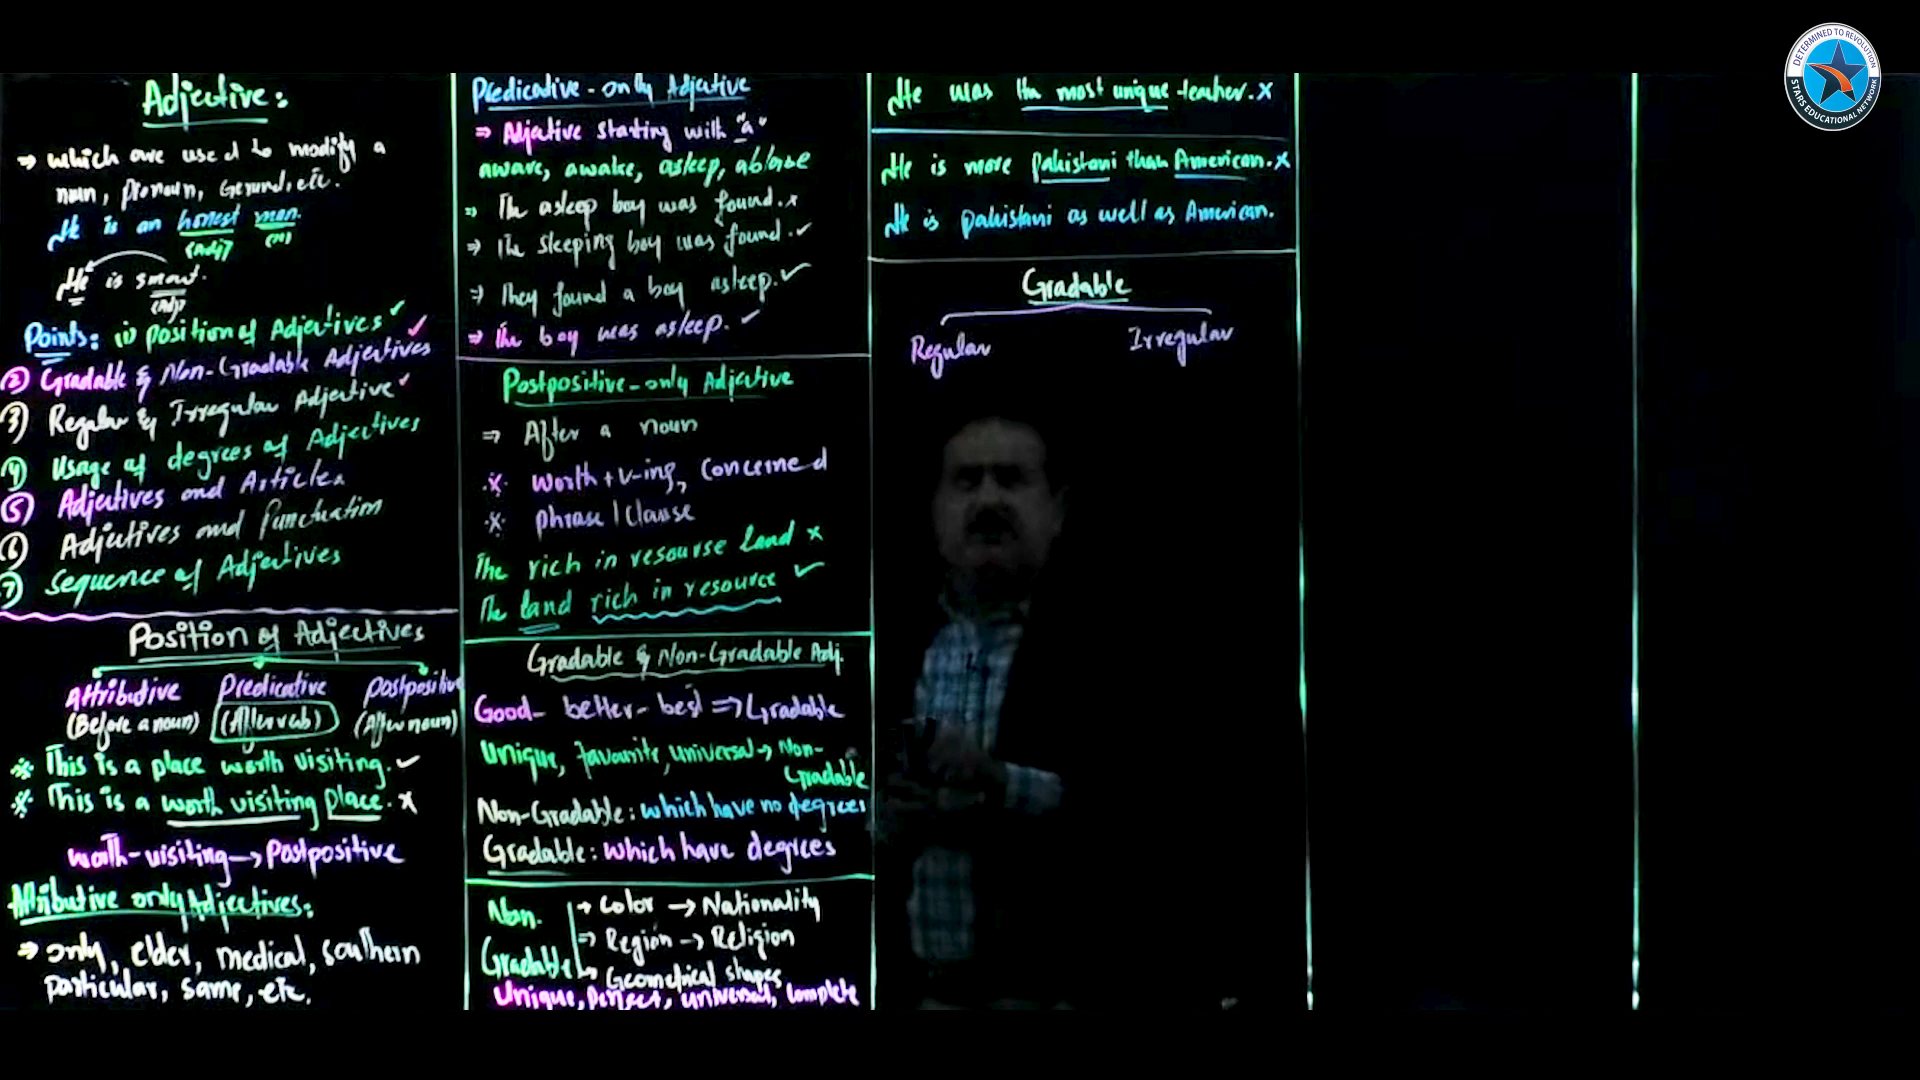 Adjective:
⇒ which are used to modify a
noun, pronoun, Gerund, etc.
He is an honest man.
(Adj) (N)
He is smart.
(Adj)
Points: (i) position of Adjectives ✓
② Gradable & Non-Gradable Adjectives ✓
③ Regular & Irregular Adjective ✓
④ Usage of degrees of Adjectives
⑤ Adjectives and Articles
⑥ Adjectives and Punctuation
⑦ Sequence of Adjectives
Position of Adjectives
Attributive Predicative Postpositive
(Before a noun) (After verb) (After noun)
※ This is a place worth visiting. ✓
※ This is a worth visiting place. ×
worth-visiting → Postpositive
Attributive only Adjectives:
⇒ only, elder, medical, southern
particular, same, etc.
Predicative-only Adjective
⇒ Adjective starting with "a"
aware, awake, asleep, ablaze
⇒ The asleep boy was found. ×
⇒ The sleeping boy was found. ✓
⇒ They found a boy asleep. ✓
⇒ The boy was asleep. ✓
Postpositive-only Adjective
⇒ After a noun
※ worth + v-ing, concerned
※ phrase / clause
The rich in resourse land ×
The land rich in resource ✓
Gradable & Non-Gradable Adj.
Good - better - best ⇒ Gradable
Unique, favourite, universal → Non-
Gradable
Non-Gradable: which have no degrees
Gradable: which have degrees
Non. → Color → Nationality
Gradable ⇒ Region → Religion
↳ Geometrical shapes
Unique, perfect, universal, complete
He was the most unique teacher. ×
He is more pakistani than American. ×
He is pakistani as well as American.
Gradable
Regular Irregular
DETERMINED TO REVOLUTION
STARS EDUCATIONAL NETWORK